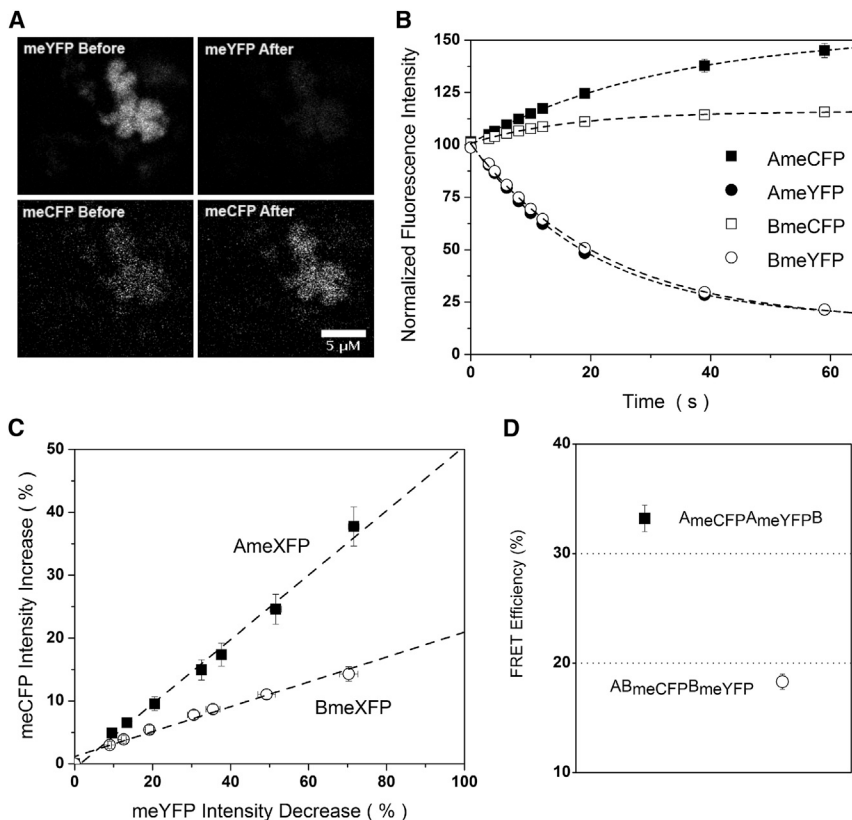 A
meYFP Before
meYFP After
meCFP Before
meCFP After
5 µM
B
Normalized Fluorescence Intensity
150
125
100
75
50
25
0
AmeCFP
AmeYFP
BmeCFP
BmeYFP
0 20 40 60
Time ( s )
C
meCFP Intensity Increase ( % )
50
40
30
20
10
0
AmeXFP
BmeXFP
0 20 40 60 80 100
meYFP Intensity Decrease ( % )
D
FRET Efficiency (%)
40
30
20
10
AmeCFPAmeYFPB
ABmeCFPBmeYFP